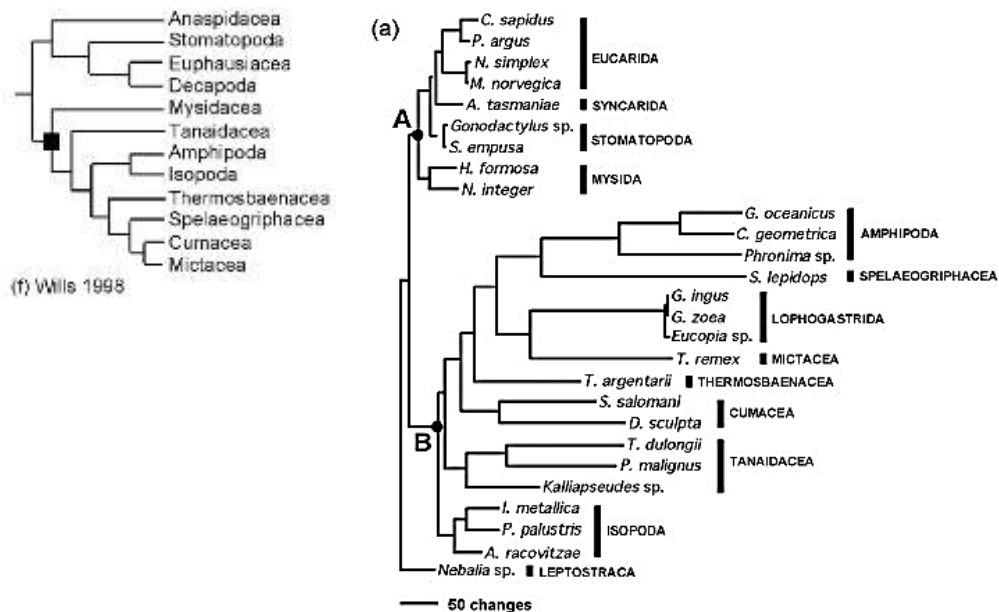 Anaspidacea
Stomatopoda
Euphausiacea
Decapoda
Mysidacea
Tanaidacea
Amphipoda
Isopoda
Thermosbaenacea
Spelaeogriphacea
Cumacea
Mictacea
(f) Wills 1998
(a)
C. sapidus
P. argus
N. simplex
M. norvegica
EUCARIDA
A. tasmaniae
SYNCARIDA
A
Gonodactylus sp.
S. empusa
STOMATOPODA
H. formosa
N. integer
MYSIDA
G. oceanicus
C. geometrica
Phronima sp.
AMPHIPODA
S. lepidops
SPELAEOGRIPHACEA
G. ingus
G. zoea
Eucopia sp.
LOPHOGASTRIDA
T. remex
MICTACEA
T. argentarii
THERMOSBAENACEA
S. salomani
D. sculpta
CUMACEA
B
T. dulongii
P. malignus
Kalliapseudes sp.
TANAIDACEA
I. metallica
P. palustris
A. racovitzae
ISOPODA
Nebalia sp.
LEPTOSTRACA
50 changes